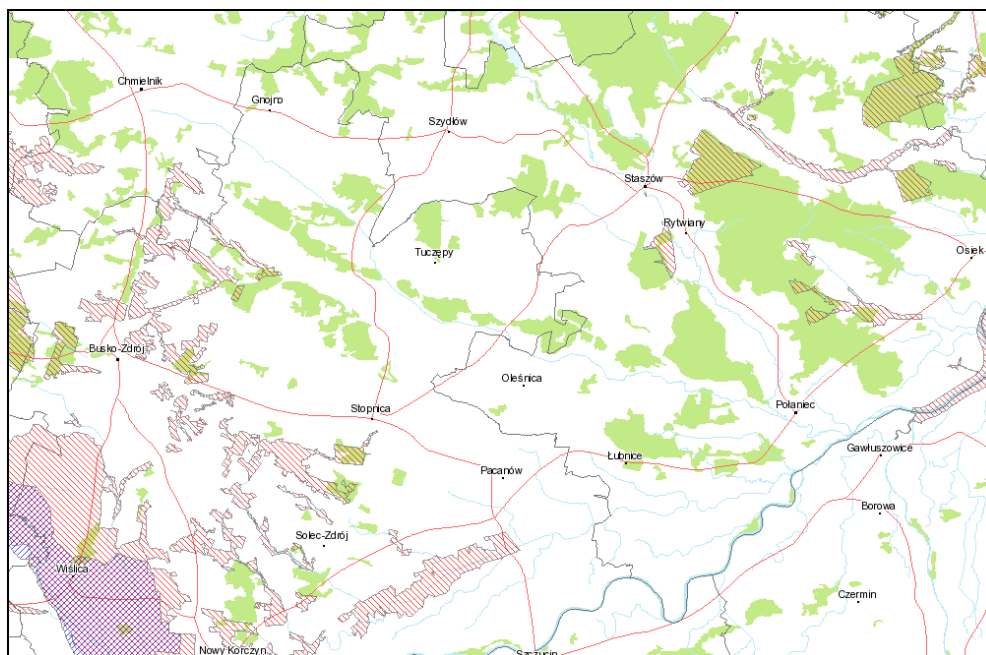 Chmielnik
Gnojno
Szydłów
Staszów
Rytwiany
Tuczępy
Osiek
Busko-Zdrój
Oleśnica
Stopnica
Połaniec
Łubnice
Gawłuszowice
Pacanów
Borowa
Solec-Zdrój
Wiślica
Czermin
Nowy Korczyn
Szczucin